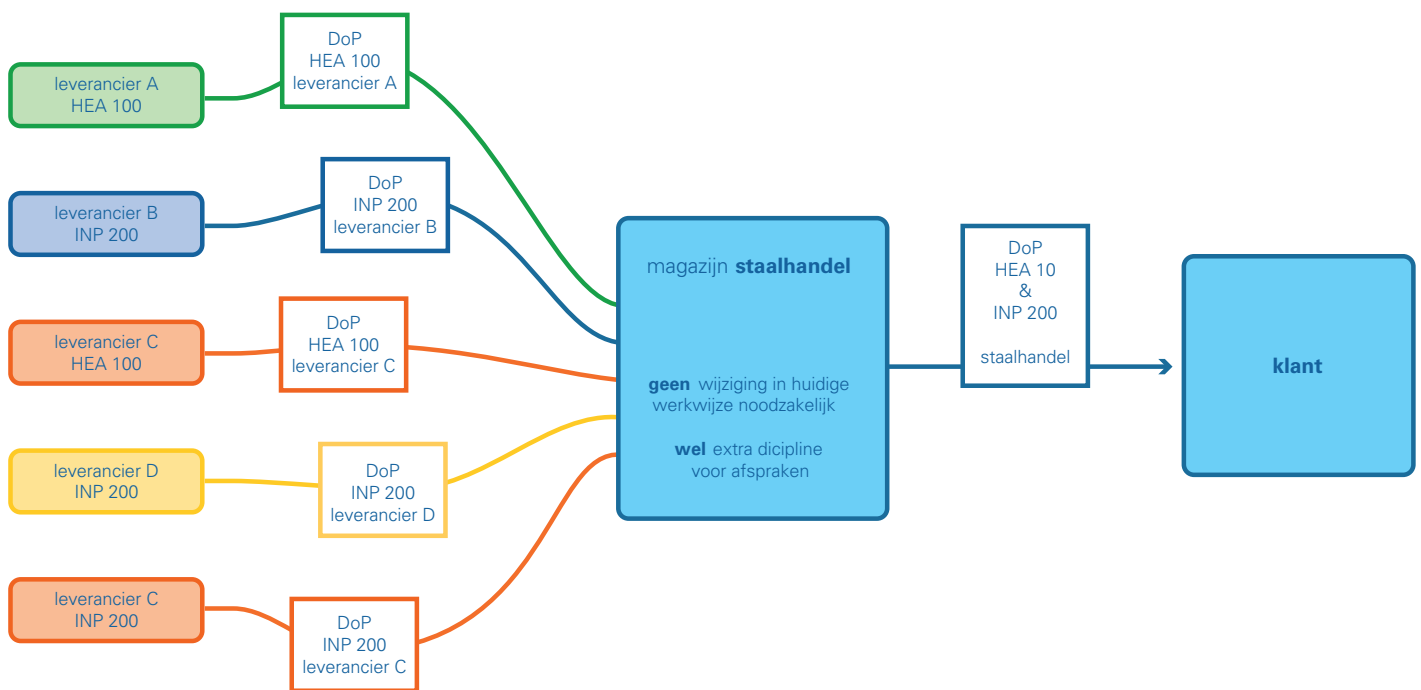 leverancier A
HEA 100
DoP
HEA 100
leverancier A
leverancier B
INP 200
DoP
INP 200
leverancier B
leverancier C
HEA 100
DoP
HEA 100
leverancier C
leverancier D
INP 200
DoP
INP 200
leverancier D
leverancier C
INP 200
DoP
INP 200
leverancier C
magazijn staalhandel
geen wijziging in huidige
werkwijze noodzakelijk
wel extra dicipline
voor afspraken
DoP
HEA 10
&
INP 200
staalhandel
klant